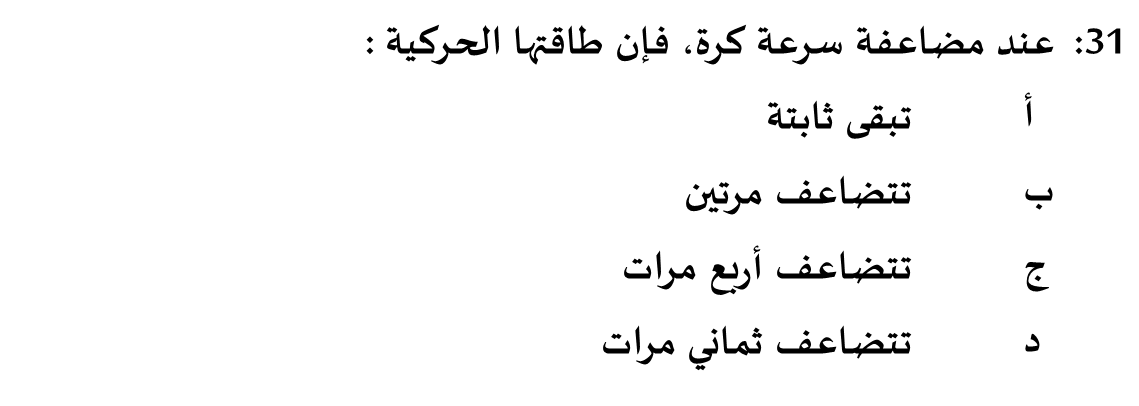 31: عند مضاعفة سرعة كرة، فإن طاقتها الحركية :
أ تبقى ثابتة
ب تتضاعف مرتين
ج تتضاعف أربع مرات
د تتضاعف ثماني مرات